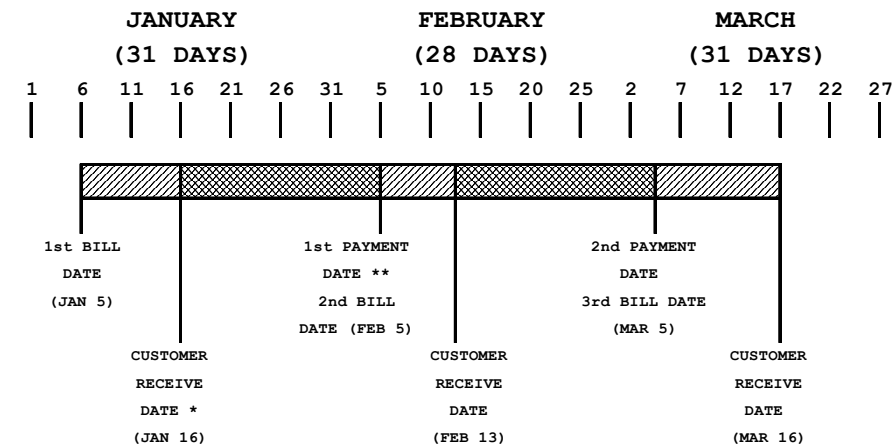 JANUARY FEBRUARY MARCH
(31 DAYS) (28 DAYS) (31 DAYS)
1 6 11 16 21 26 31 5 10 15 20 25 2 7 12 17 22 27
1st BILL
DATE
(JAN 5)
1st PAYMENT
DATE **
2nd BILL
DATE (FEB 5)
2nd PAYMENT
DATE
3rd BILL DATE
(MAR 5)
CUSTOMER
RECEIVE
DATE *
(JAN 16)
CUSTOMER
RECEIVE
DATE
(FEB 13)
CUSTOMER
RECEIVE
DATE
(MAR 16)